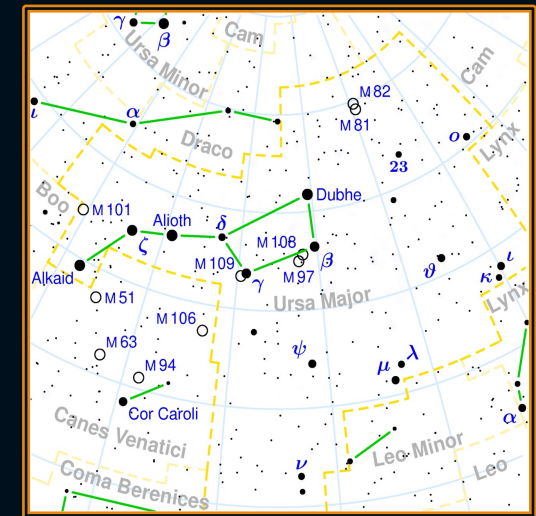 γ
β
Cam
Ursa Minor
Cam
M 82
M 81
ι
α
Draco
23
ο
Lynx
Boo
M 101
Alioth
ζ
δ
Dubhe
M 108
β
M 109
γ
M 97
Alkaid
ϑ
ι
κ
Ursa Major
Lynx
M 51
M 106
M 63
ψ
λ
μ
M 94
Cor Caroli
α
Canes Venatici
Leo Minor
Leo
Coma Berenices
ν